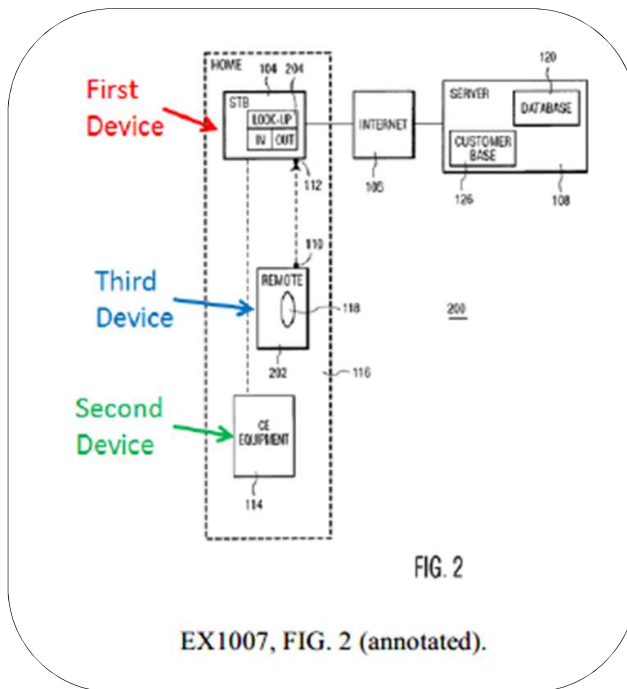 HOME
104 204
STB
LOOK-UP
IN OUT
112
First
Device
INTERNET
105
120
SERVER
DATABASE
CUSTOMER
BASE
126
108
110
REMOTE
118
202
Third
Device
200
116
Second
Device
CE
EQUIPMENT
114
FIG. 2
EX1007, FIG. 2 (annotated).